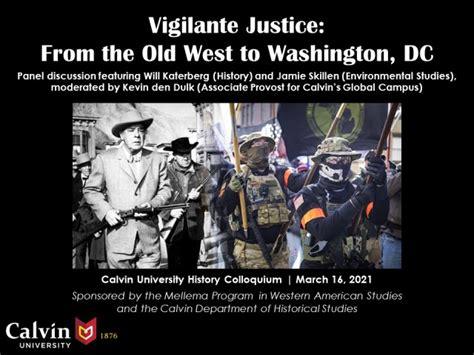 Vigilante Justice:
From the Old West to Washington, DC
Panel discussion featuring Will Katerberg (History) and Jamie Skillen (Environmental Studies),
moderated by Kevin den Dulk (Associate Provost for Calvin's Global Campus)
Calvin University History Colloquium | March 16, 2021
Sponsored by the Mellema Program in Western American Studies
and the Calvin Department of Historical Studies
Calvin
UNIVERSITY 1876